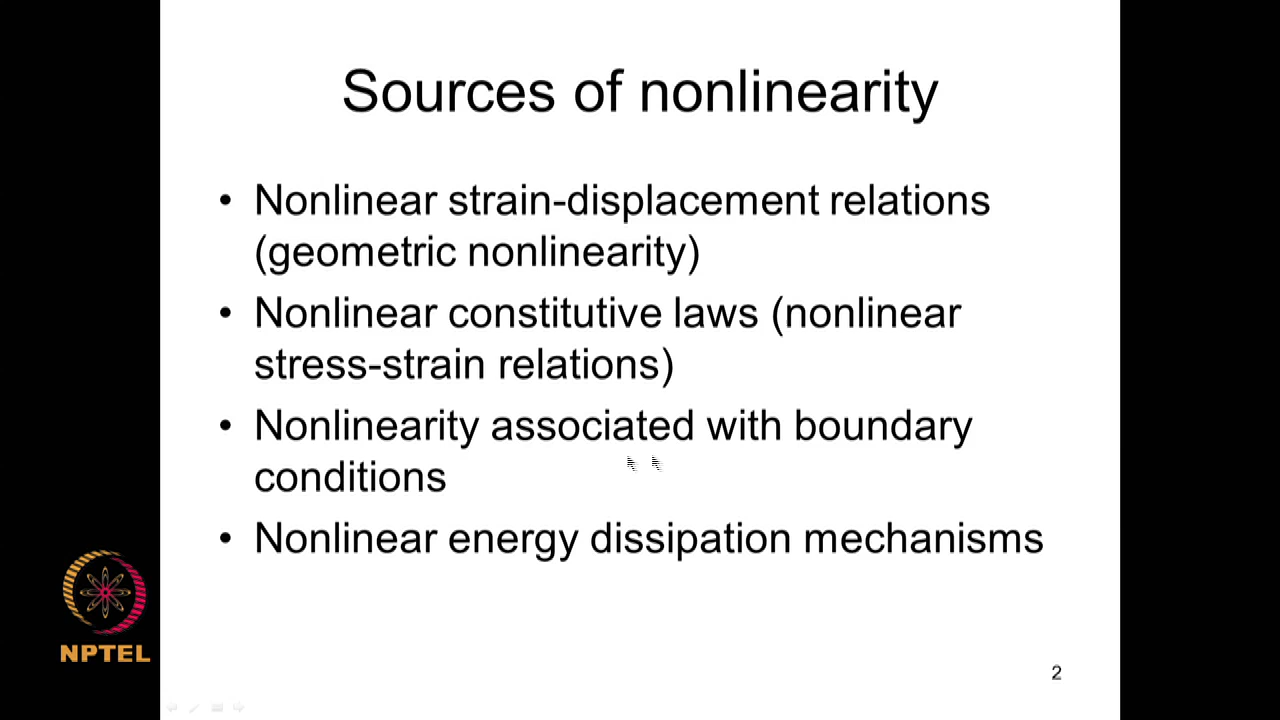 Sources of nonlinearity
• Nonlinear strain-displacement relations
(geometric nonlinearity)
• Nonlinear constitutive laws (nonlinear
stress-strain relations)
• Nonlinearity associated with boundary
conditions
• Nonlinear energy dissipation mechanisms
NPTEL
2